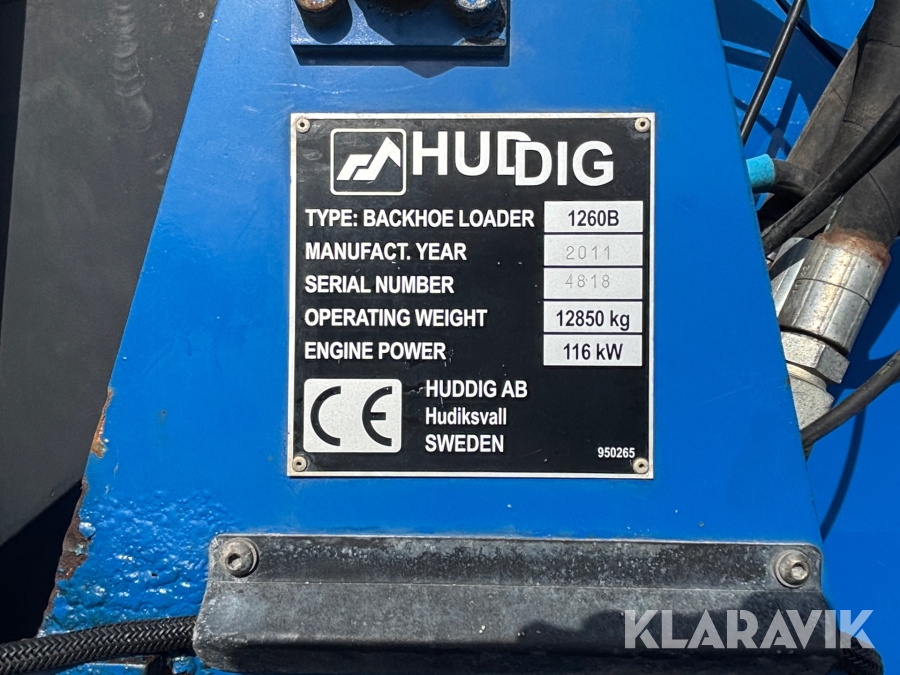 HUDDIG
TYPE: BACKHOE LOADER 1260B
MANUFACT. YEAR 2011
SERIAL NUMBER 4818
OPERATING WEIGHT 12850 kg
ENGINE POWER 116 kW
CE HUDDIG AB
Hudiksvall
SWEDEN
950265
KLARAVIK